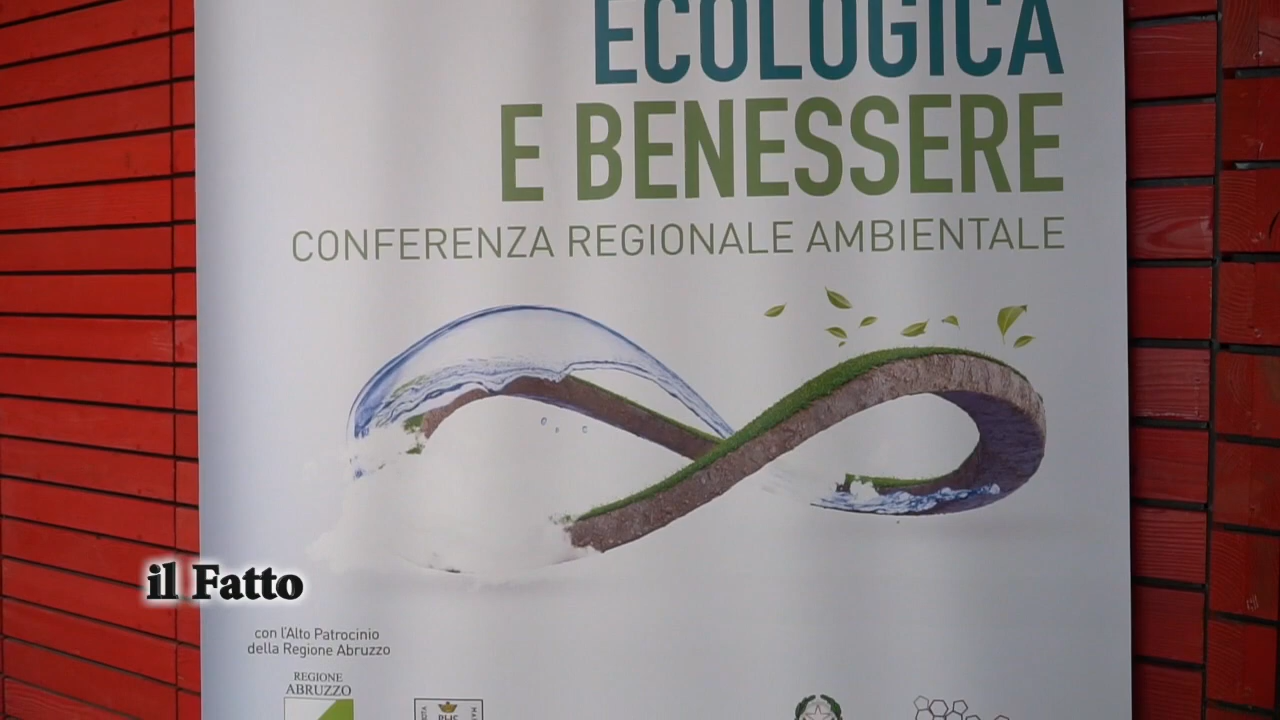 ECOLOGICA
E BENESSERE
CONFERENZA REGIONALE AMBIENTALE
il Fatto
con l'Alto Patrocinio
della Regione Abruzzo
REGIONE
ABRUZZO